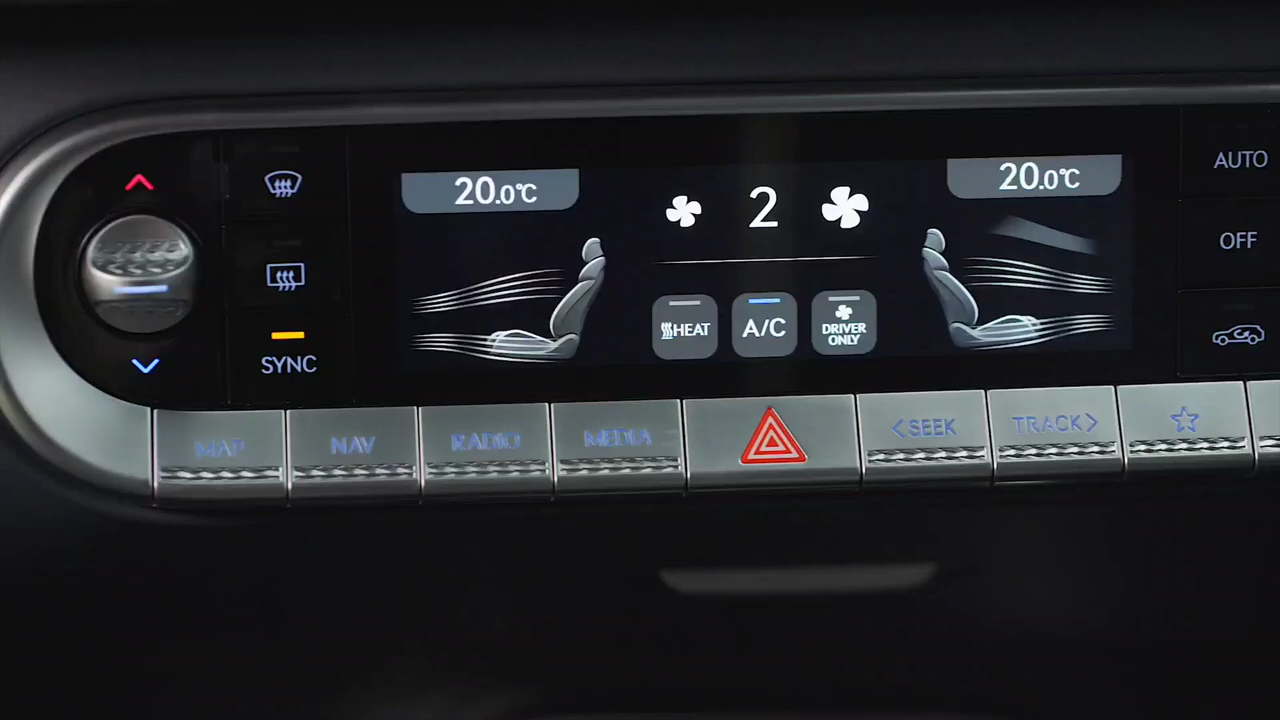 20.0°C
2
20.0°C
AUTO
OFF
SYNC
HEAT
A/C
DRIVER
ONLY
MAP
NAV
RADIO
MEDIA
<SEEK
TRACK>